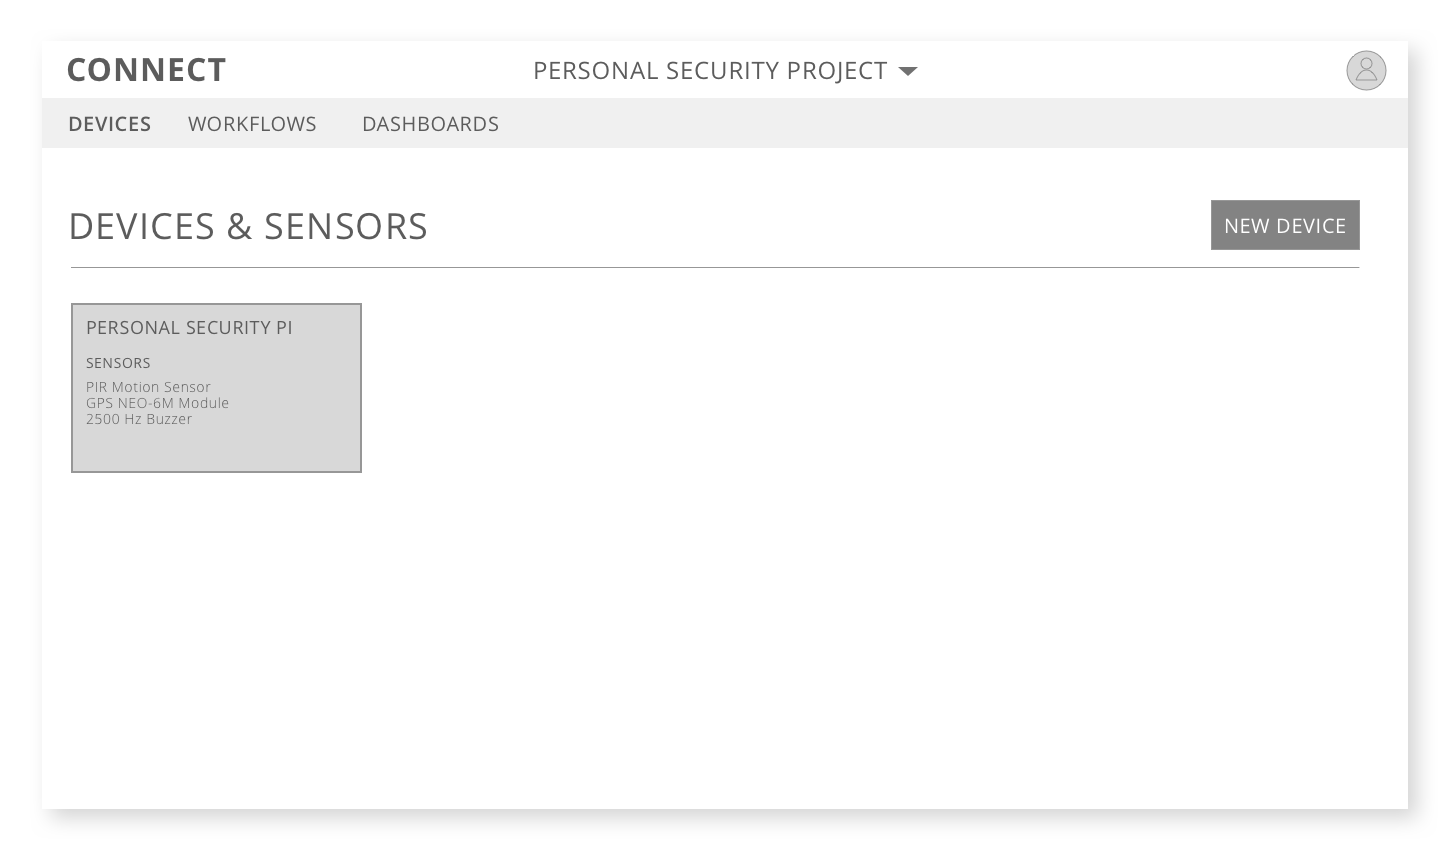 CONNECT
PERSONAL SECURITY PROJECT
DEVICES WORKFLOWS DASHBOARDS
DEVICES & SENSORS
NEW DEVICE
PERSONAL SECURITY PI
SENSORS
PIR Motion Sensor
GPS NEO-6M Module
2500 Hz Buzzer